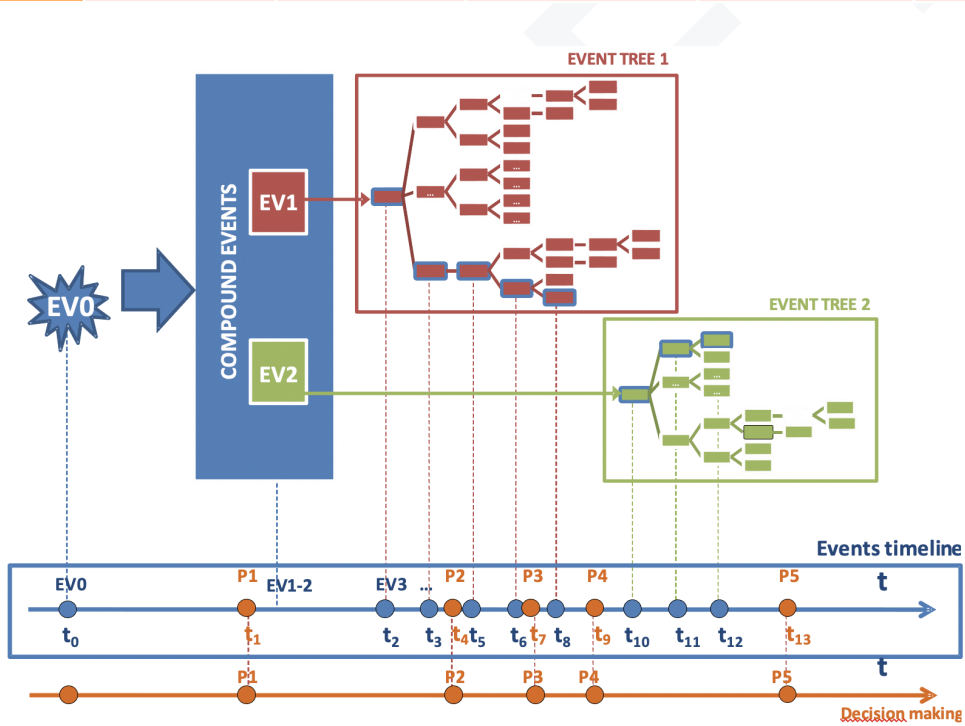 EVENT TREE 1
COMPOUND EVENTS
EV1
...
...
...
...
...
EV0
EVENT TREE 2
EV2
...
...
...
Events timeline
EV0
P1
EV1-2
EV3
...
P2
P3
P4
P5
t
t0
t1
t2
t3
t4
t5
t6
t7
t8
t9
t10
t11
t12
t13
t
P1
P2
P3
P4
P5
Decision making